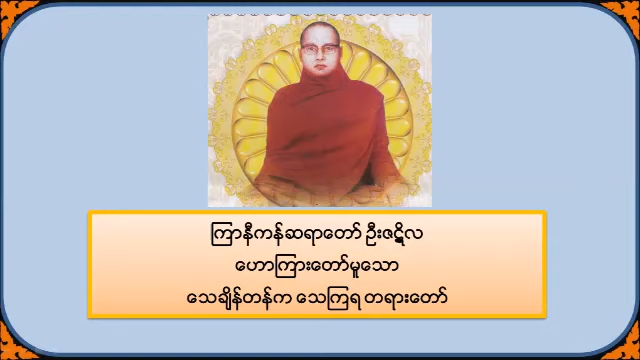 ကြာနီကန်ဆရာတော် ဦးဇဋိလ
ဟောကြားတော်မူသော
သေချိန်တန်က သေကြရ တရားတော်